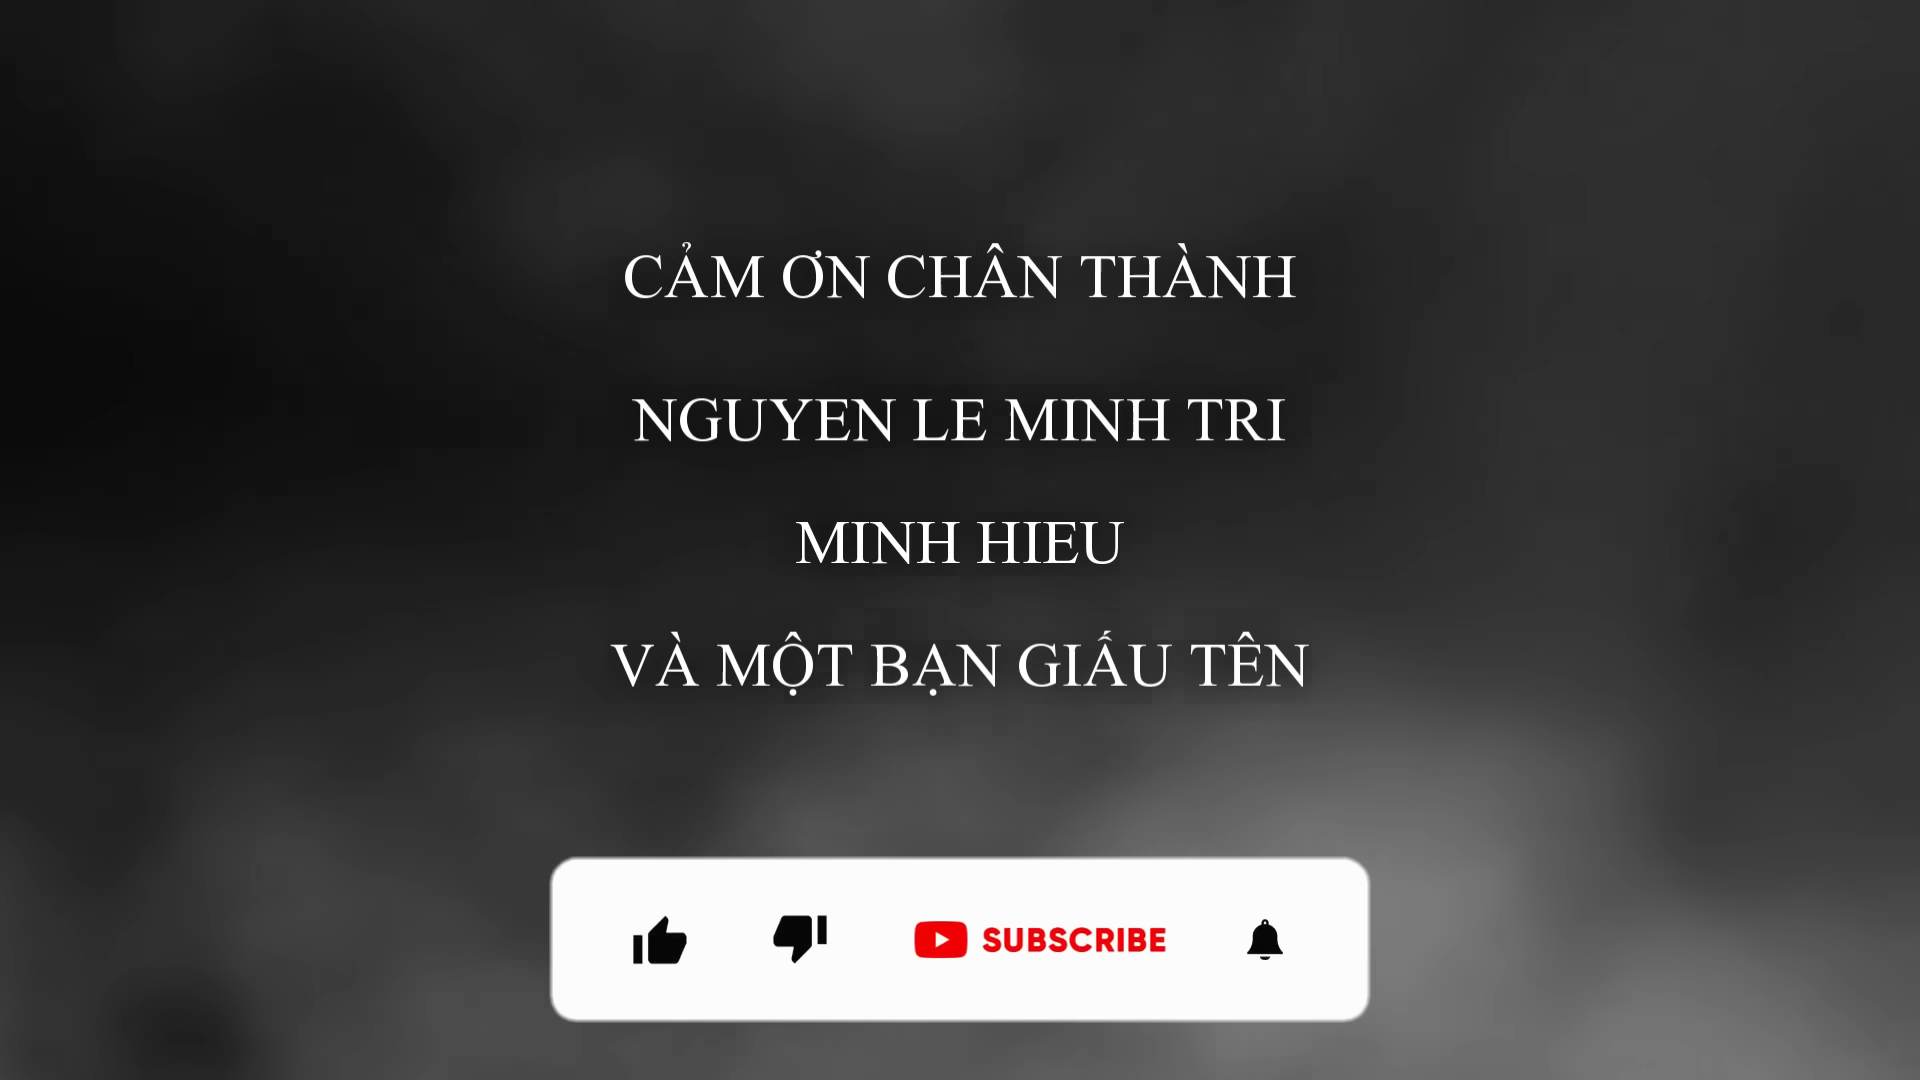 CẢM ƠN CHÂN THÀNH
NGUYEN LE MINH TRI
MINH HIEU
VÀ MỘT BẠN GIẤU TÊN
SUBSCRIBE